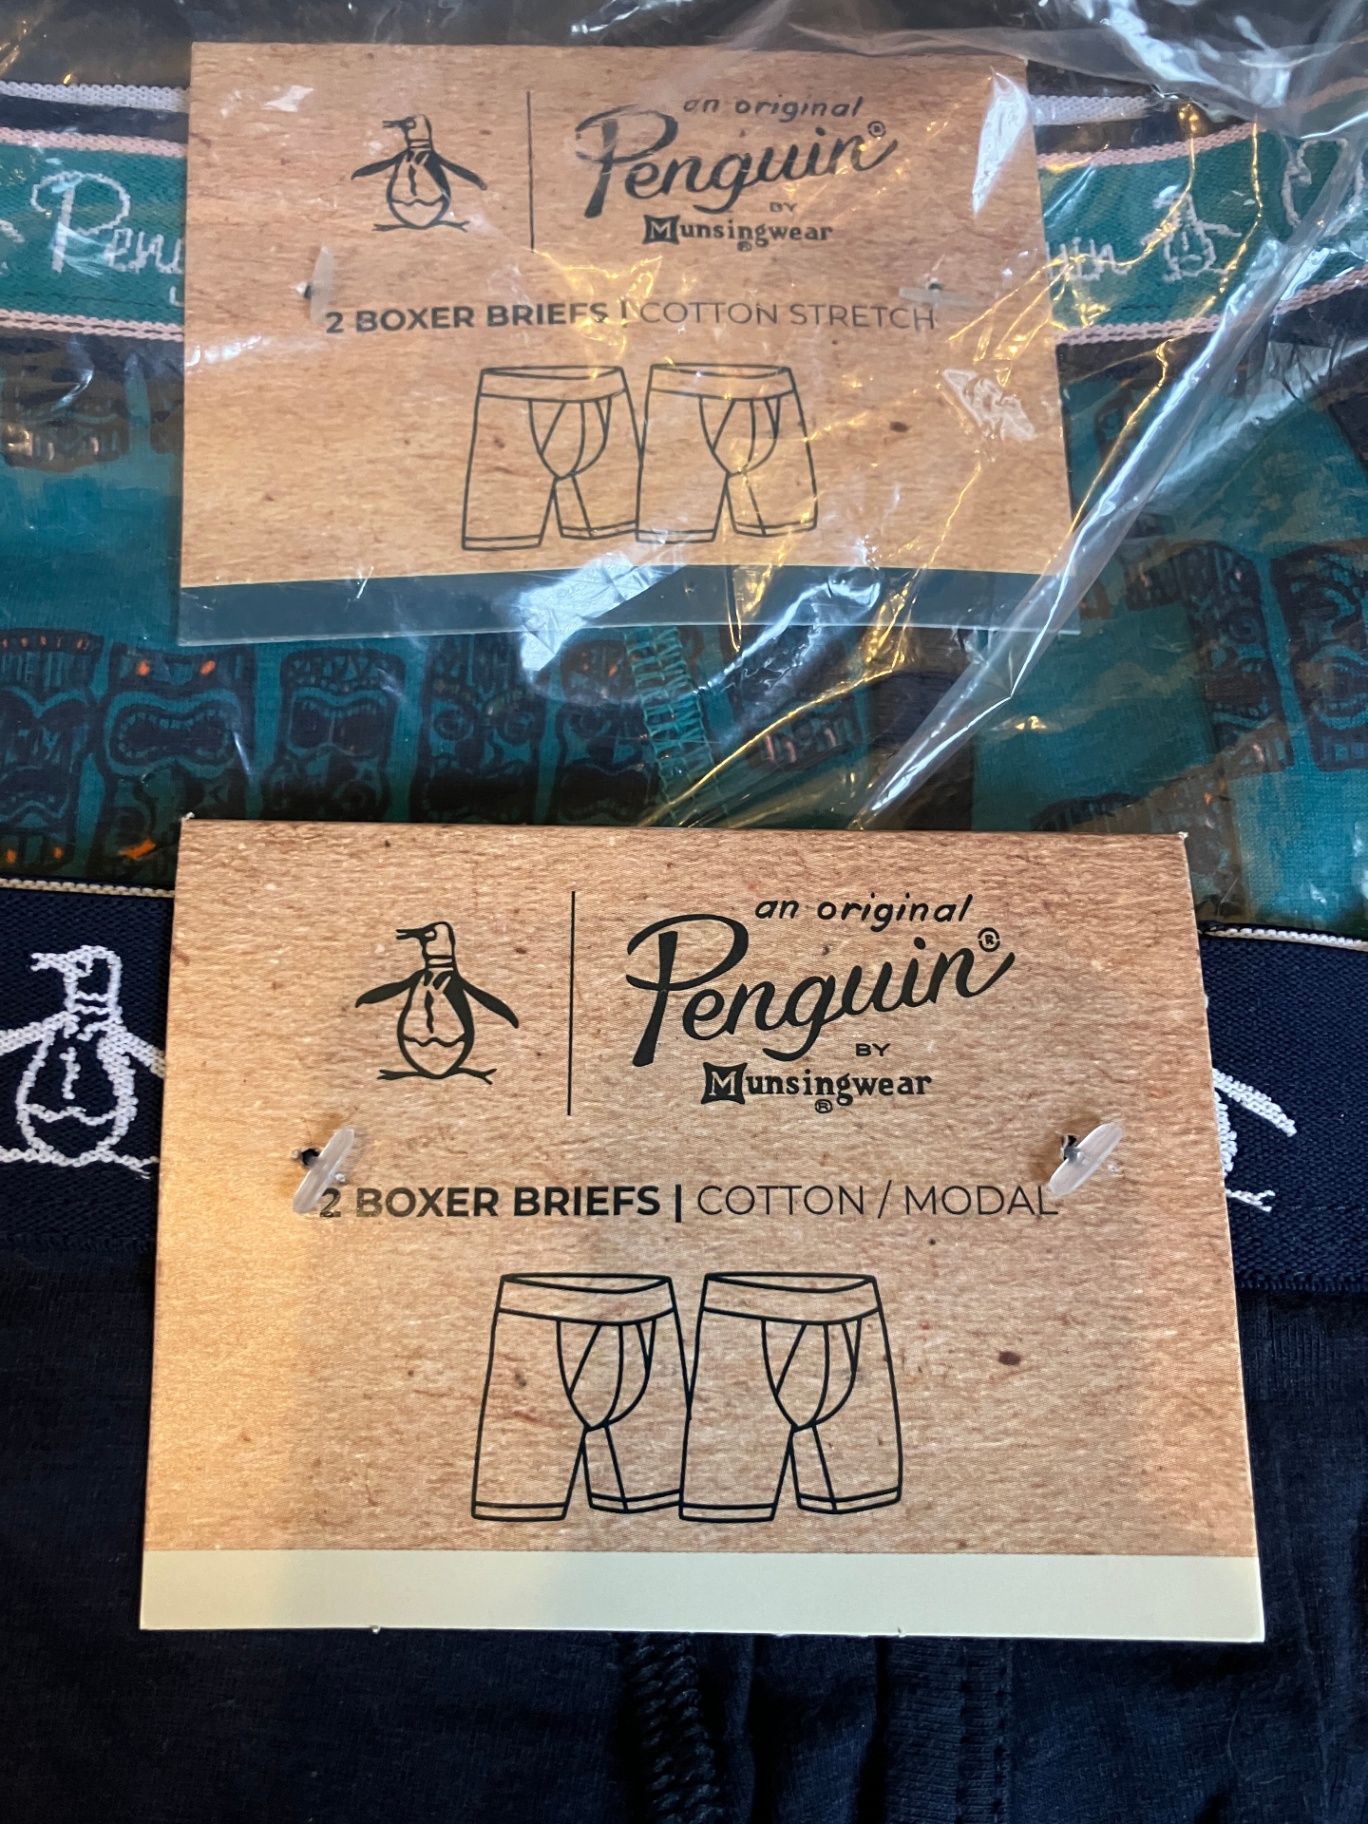 an original
Penguin®
BY
Munsingwear®
2 BOXER BRIEFS | COTTON STRETCH
an original
Penguin®
BY
Munsingwear®
2 BOXER BRIEFS | COTTON / MODAL